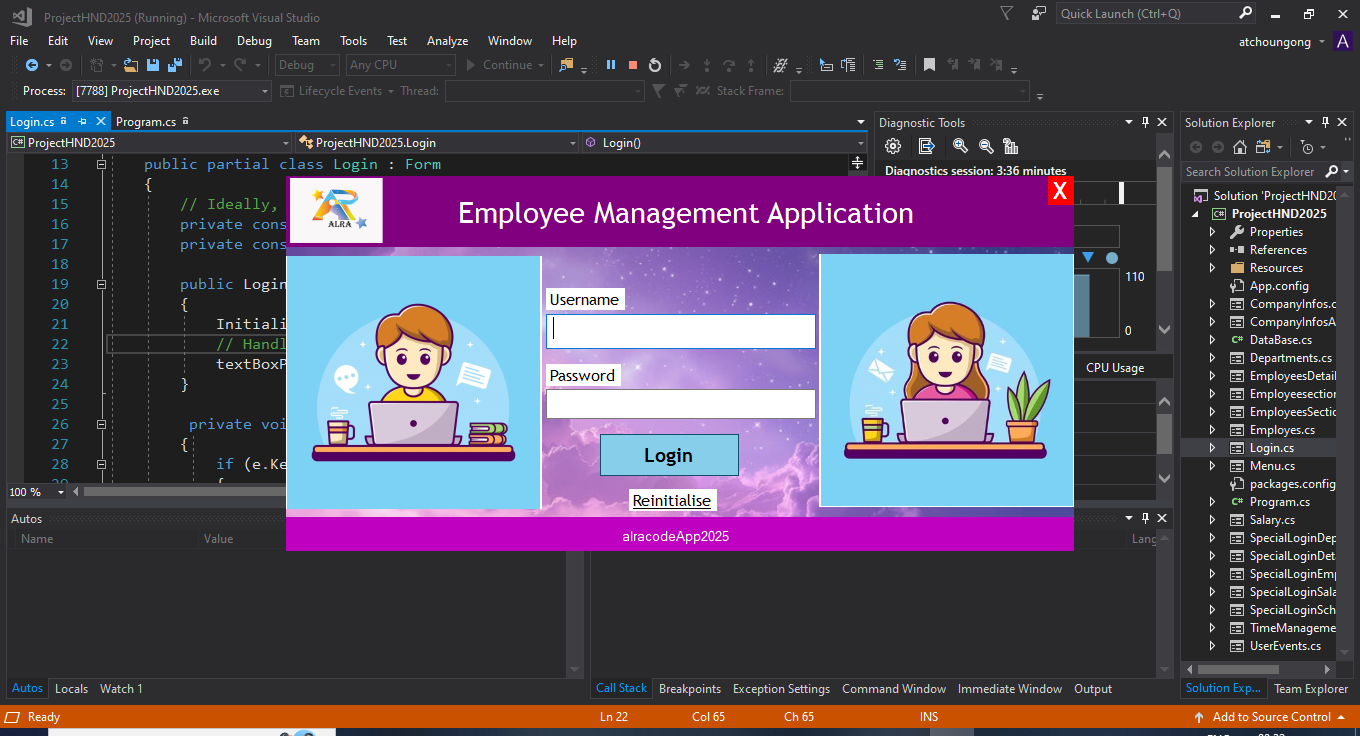 ProjectHND2025 (Running) - Microsoft Visual Studio
Quick Launch (Ctrl+Q)
File Edit View Project Build Debug Team Tools Test Analyze Window Help
atchoungong
A
Debug Any CPU Continue
Process: [7788] ProjectHND2025.exe Lifecycle Events Thread: Stack Frame:
Login.cs Program.cs
ProjectHND2025 ProjectHND2025.Login Login()
13 public partial class Login : Form
14 {
15 // Ideally,
16 private cons
17 private cons
18
19 public Login
20 {
21 Initiali
22 // Handl
23 textBoxP
24 }
25
26 private voi
27 {
28 if (e.Ke
100 %
Diagnostic Tools
Diagnostics session: 3:36 minutes
110
0
CPU Usage
ALRA
Employee Management Application
X
Username
Password
Login
Reinitialise
alracodeApp2025
Solution Explorer
Search Solution Explorer
Solution 'ProjectHND20
ProjectHND2025
Properties
References
Resources
App.config
CompanyInfos.c
CompanyInfosA
DataBase.cs
Departments.cs
EmployeesDetail
Employeesection
EmployeesSectio
Employes.cs
Login.cs
Menu.cs
packages.config
Program.cs
Salary.cs
SpecialLoginDep
SpecialLoginDet
SpecialLoginEmp
SpecialLoginSala
SpecialLoginSch
TimeManageme
UserEvents.cs
Solution Exp... Team Explorer
Autos
Name Value
Lang
Autos Locals Watch 1
Call Stack Breakpoints Exception Settings Command Window Immediate Window Output
Ready Ln 22 Col 65 Ch 65 INS Add to Source Control